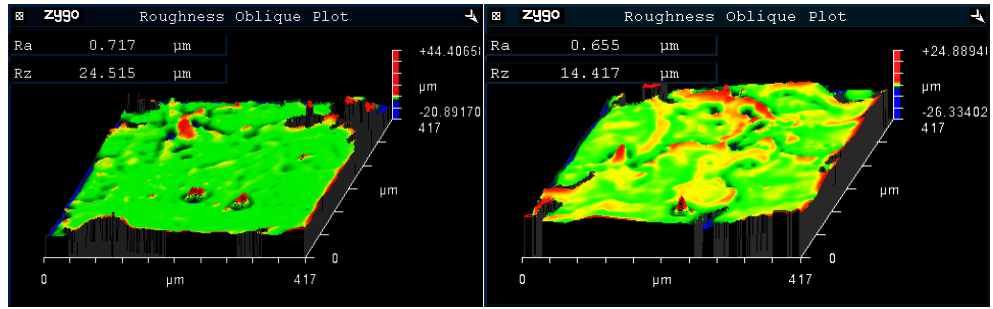 zygo Roughness Oblique Plot
Ra 0.717 µm
Rz 24.515 µm
+44.4065
µm
-20.89170
417
µm
0
0 µm 417
zygo Roughness Oblique Plot
Ra 0.655 µm
Rz 14.417 µm
+24.8894
µm
-26.33402
417
µm
0
0 µm 417